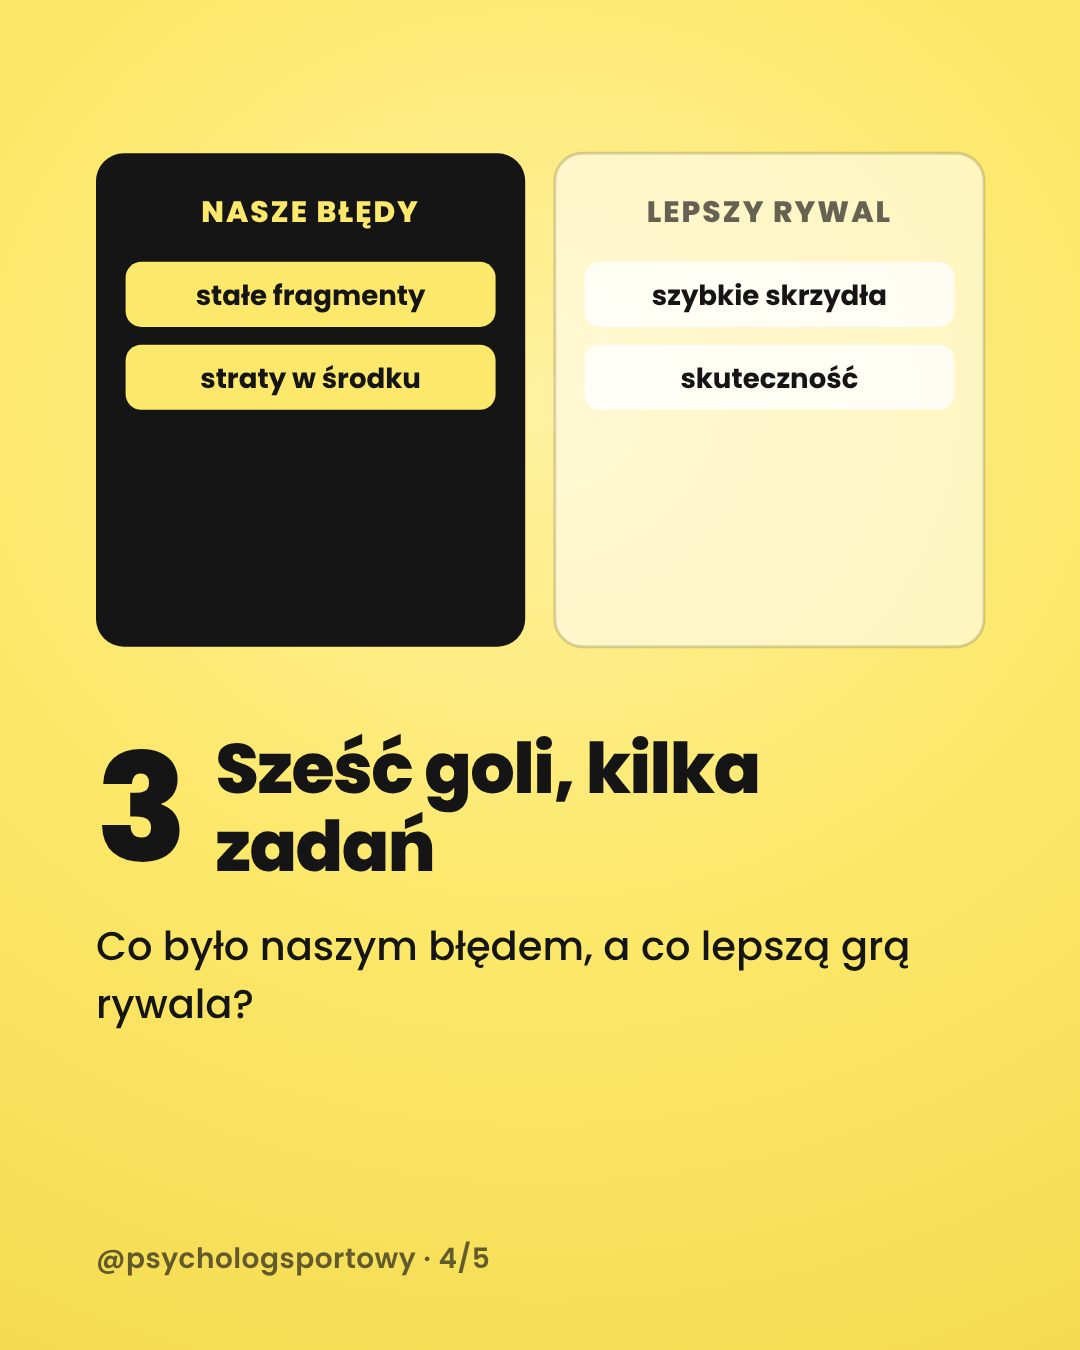 NASZE BŁĘDY
stałe fragmenty
straty w środku
LEPSZY RYWAL
szybkie skrzydła
skuteczność
3
Sześć goli, kilka
zadań
Co było naszym błędem, a co lepszą grą
rywala?
@psychologsportowy · 4/5